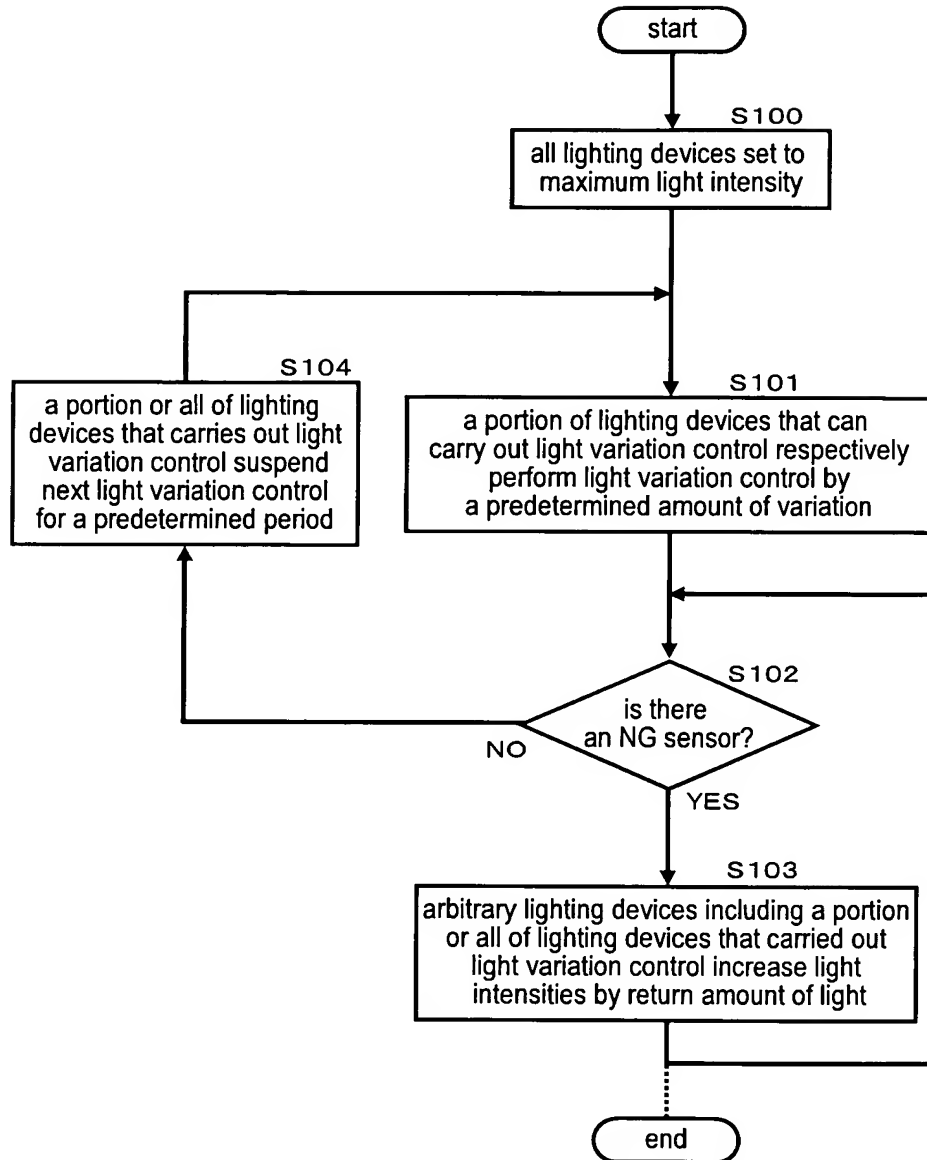 start
S100
all lighting devices set to
maximum light intensity
S104
a portion or all of lighting
devices that carries out light
variation control suspend
next light variation control
for a predetermined period
S101
a portion of lighting devices that can
carry out light variation control respectively
perform light variation control by
a predetermined amount of variation
S102
is there
an NG sensor?
NO
YES
S103
arbitrary lighting devices including a portion
or all of lighting devices that carried out
light variation control increase light
intensities by return amount of light
end